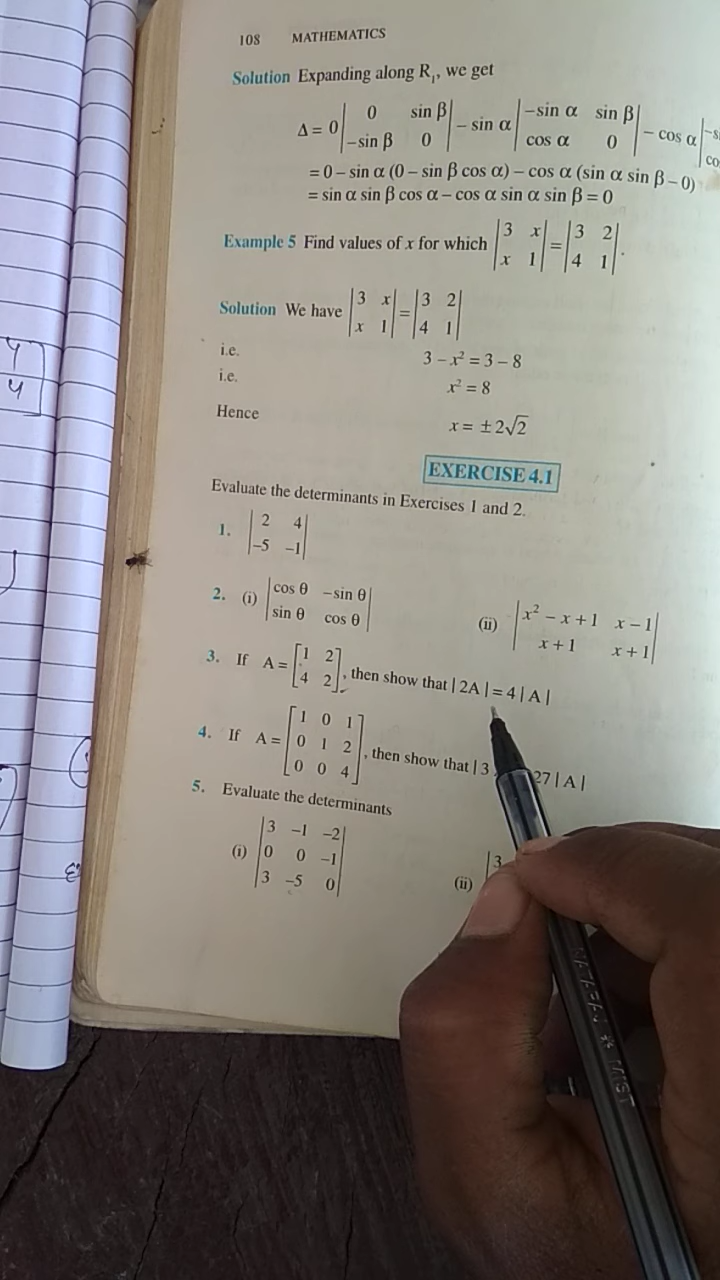 108 MATHEMATICS
Solution Expanding along R₁, we get
Δ = 0 | 0 sin β | – sin α | –sin α sin β | – cos α
| –sin β 0 | | cos α 0 |
= 0 – sin α (0 – sin β cos α) – cos α (sin α sin β – 0)
= sin α sin β cos α – cos α sin α sin β = 0
Example 5 Find values of x for which | 3 x | = | 3 2 | .
| x 1 | | 4 1 |
Solution We have | 3 x | = | 3 2 |
| x 1 | | 4 1 |
i.e. 3 – x² = 3 – 8
i.e. x² = 8
Hence x = ±2√2
EXERCISE 4.1
Evaluate the determinants in Exercises 1 and 2.
1. | 2 4 |
| –5 –1 |
2. (i) | cos θ –sin θ | (ii) | x² – x + 1 x – 1 |
| sin θ cos θ | | x + 1 x + 1 |
3. If A = [ 1 2 ] , then show that | 2A | = 4 | A |
[ 4 2 ]
4. If A = [ 1 0 1 ]
[ 0 1 2 ] , then show that | 3 27 | A |
[ 0 0 4 ]
5. Evaluate the determinants
(i) | 3 –1 –2 | (ii) | 3
| 0 0 –1 |
| 3 –5 0 |